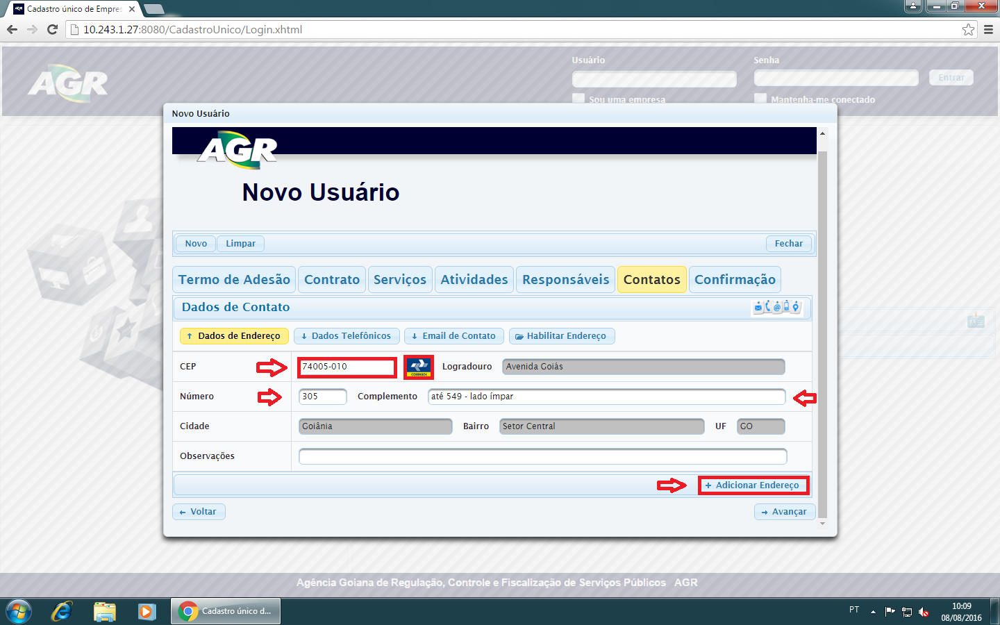 Cadastro único de Empres
10.243.1.27:8080/CadastroUnico/Login.xhtml
AGR
Usuário
Senha
Entrar
Sou uma empresa
Mantenha-me conectado
Novo Usuário
AGR
Novo Usuário
Novo Limpar Fechar
Termo de Adesão Contrato Serviços Atividades Responsáveis Contatos Confirmação
Dados de Contato
Dados de Endereço Dados Telefônicos Email de Contato Habilitar Endereço
CEP 74005-010 CORREIOS Logradouro Avenida Goiás
Número 305 Complemento até 549 - lado ímpar
Cidade Goiânia Bairro Setor Central UF GO
Observações
+ Adicionar Endereço
Voltar Avançar
Agência Goiana de Regulação, Controle e Fiscalização de Serviços Públicos AGR
Cadastro único d...
PT
10:09
08/08/2016